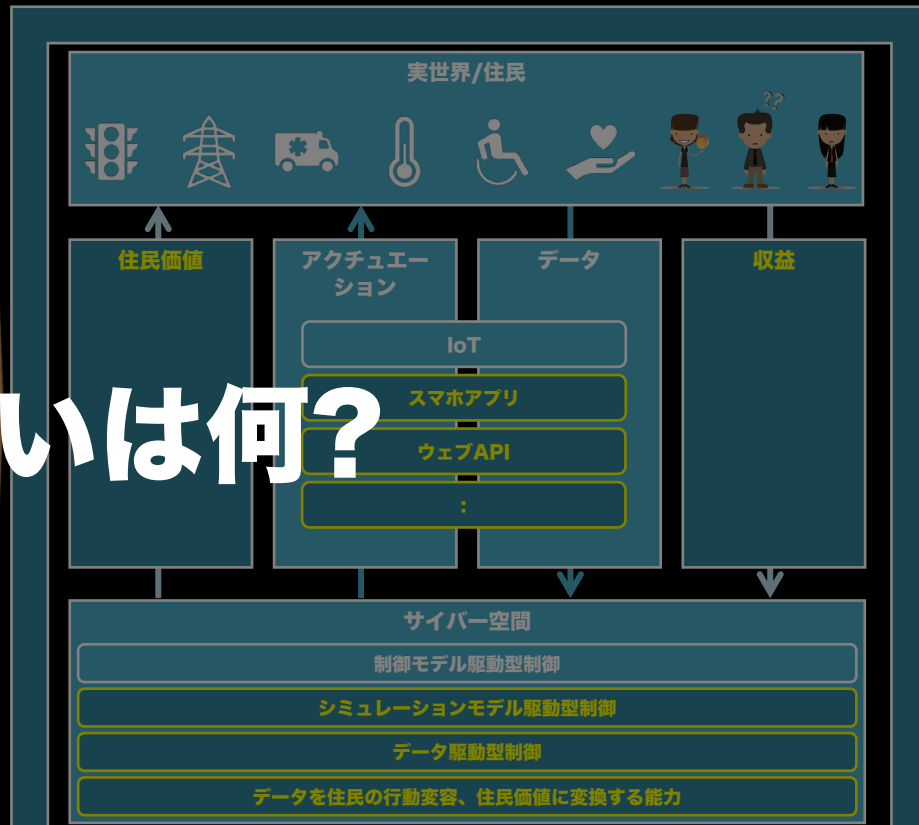 実世界/住民
??
住民価値
アクチュエー
ション
データ
収益
IoT
スマホアプリ
いは何?
ウェブAPI
:
サイバー空間
制御モデル駆動型制御
シミュレーションモデル駆動型制御
データ駆動型制御
データを住民の行動変容、住民価値に変換する能力